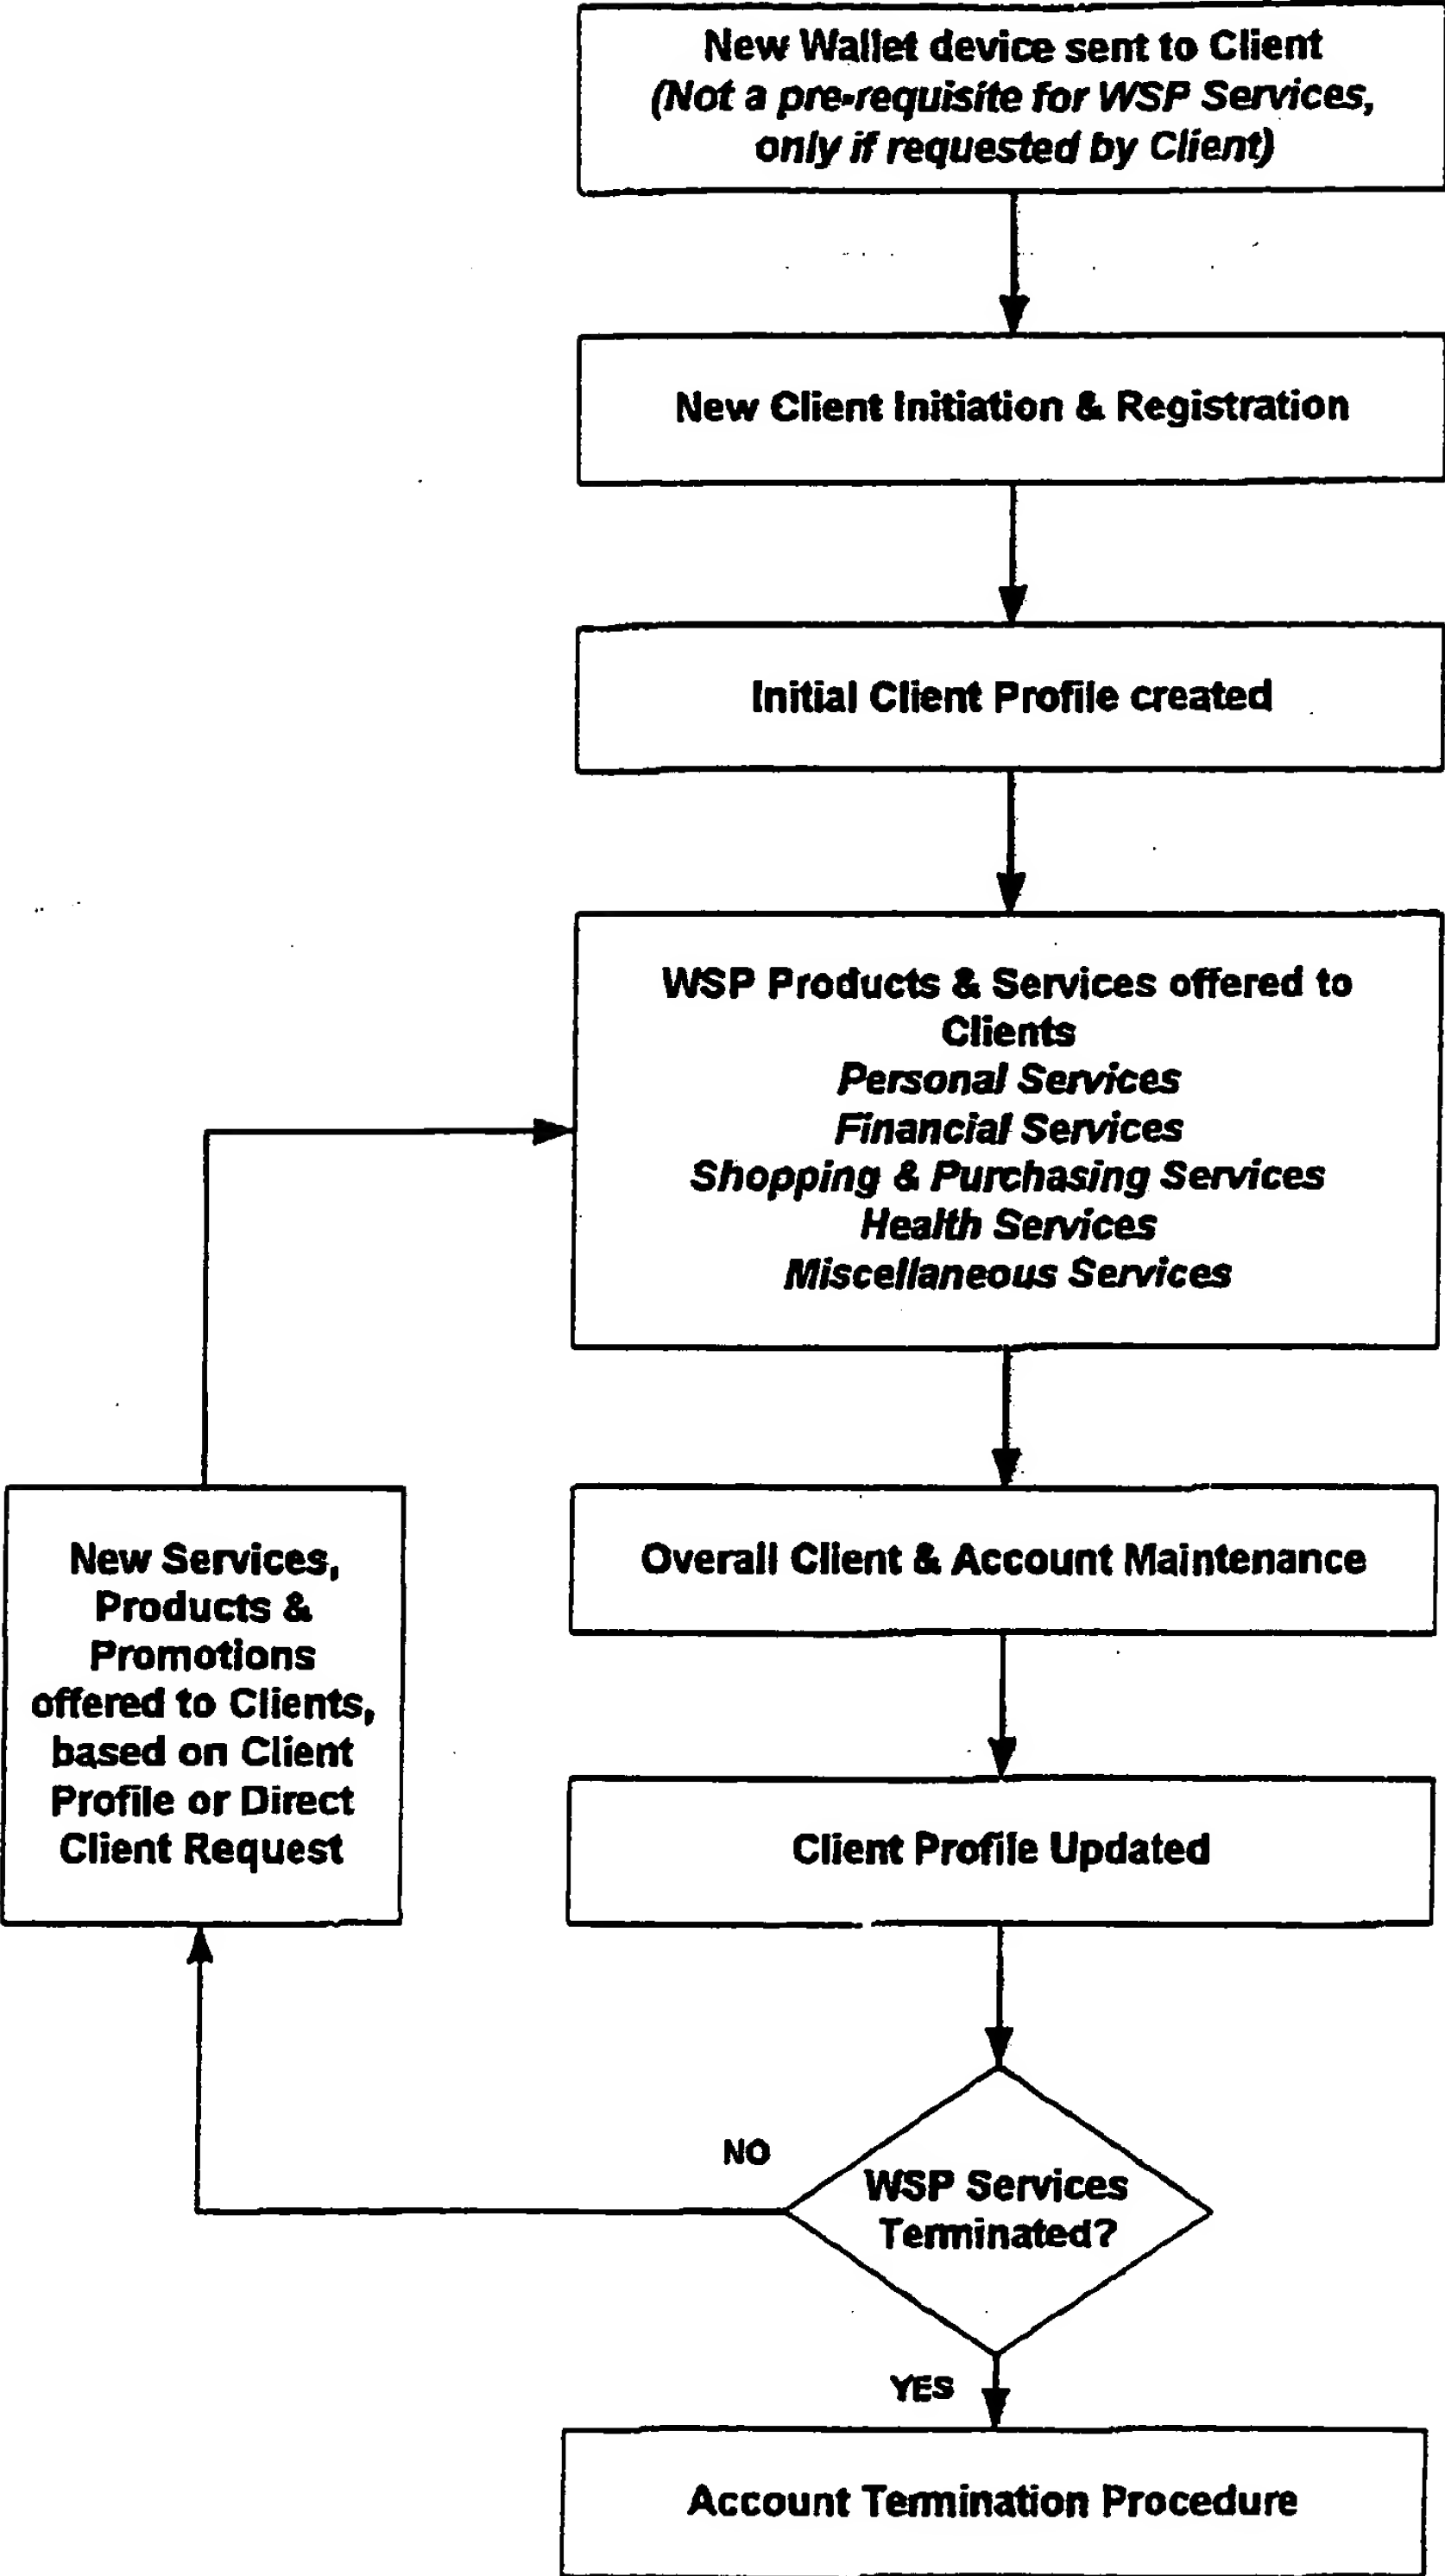 New Wallet device sent to Client
(Not a pre-requisite for WSP Services,
only if requested by Client)
New Client Initiation & Registration
Initial Client Profile created
WSP Products & Services offered to
Clients
Personal Services
Financial Services
Shopping & Purchasing Services
Health Services
Miscellaneous Services
Overall Client & Account Maintenance
New Services,
Products &
Promotions
offered to Clients,
based on Client
Profile or Direct
Client Request
Client Profile Updated
NO
WSP Services
Terminated?
YES
Account Termination Procedure